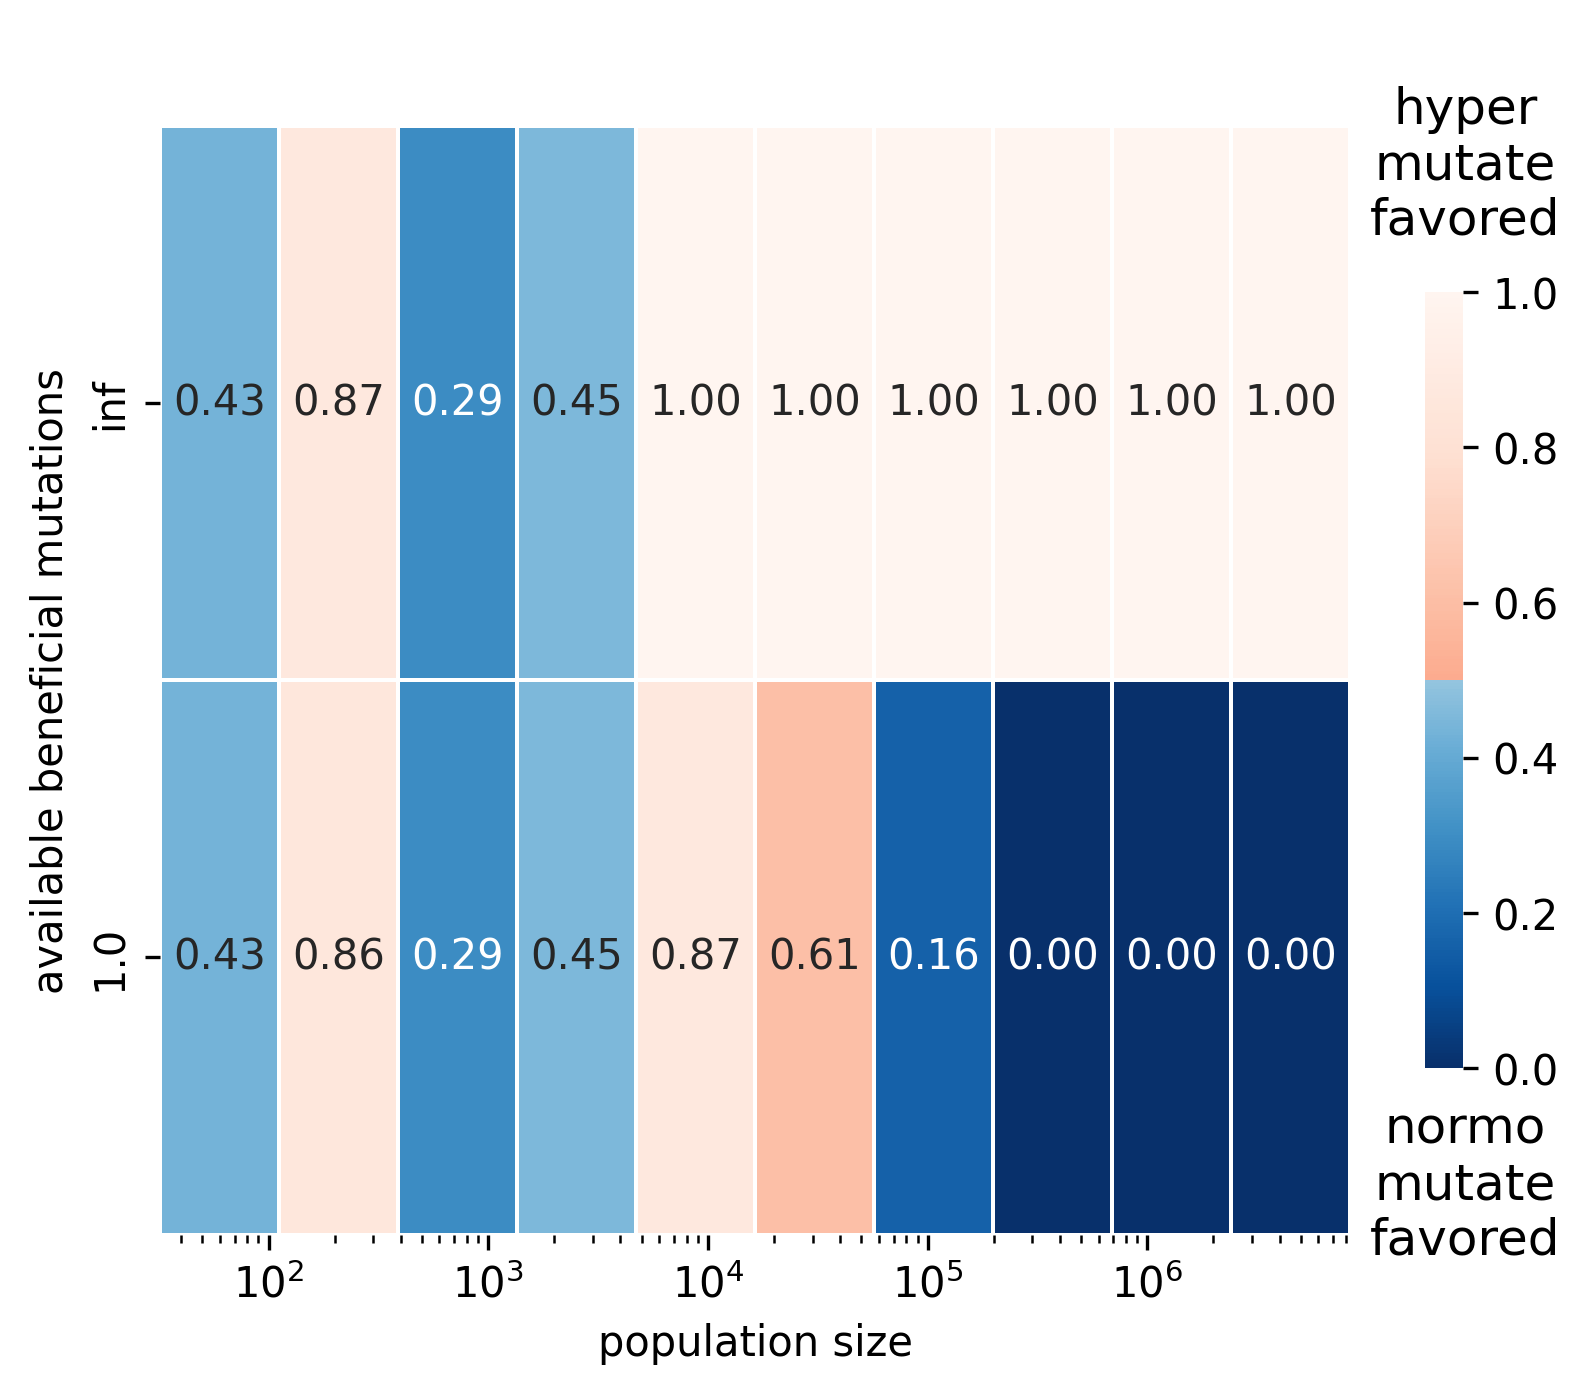 hyper
mutate
favored
available beneficial mutations
inf
0.43 0.87 0.29 0.45 1.00 1.00 1.00 1.00 1.00 1.00
1.0
0.43 0.86 0.29 0.45 0.87 0.61 0.16 0.00 0.00 0.00
10² 10³ 10⁴ 10⁵ 10⁶
population size
1.0
0.8
0.6
0.4
0.2
0.0
normo
mutate
favored